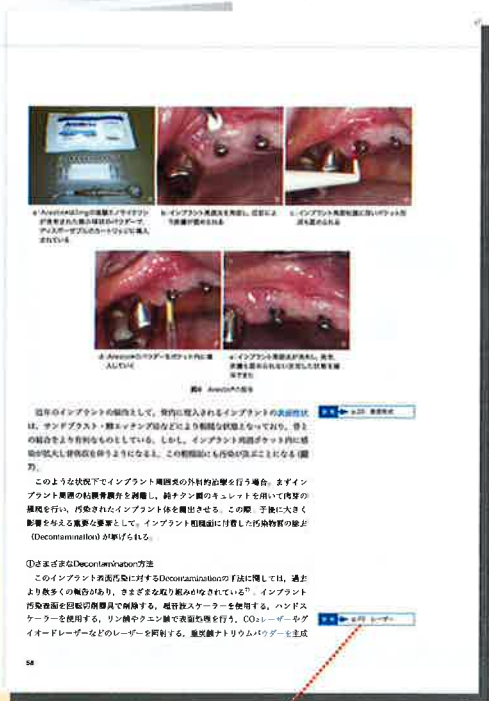 a：Arestin®は1mgの塩酸ミノサイクリン
が含有された顆の球状のパウダーで、
ディスポーザブルのカートリッジに填入
されている
b：インプラント周囲炎を発症し、圧診によ
り排膿が認められる
c：インプラント周囲粘膜に深いポケット形
成も認められる
d：Arestin®のパウダーをポケット内に填
入していく
e：インプラント周囲炎が消失し、発赤、
排膿も認められない安定した状態を確
保できた
図6 Arestin®の応用
近年のインプラントの傾向として，骨内に埋入されるインプラントの表面性状
は，サンドブラスト・酸エッチング法などにより粗糙な状態となっており，骨と
の結合をより有利なものとしている．しかし，インプラント周囲ポケット内に感
染が拡大し骨吸収を伴うようになると，この粗糙面にも汚染が及ぶことになる（図
7）．
このような状況下でインプラント周囲炎の外科的治療を行う場合，まずイン
プラント周囲の粘膜骨膜弁を剥離し，純チタン製のキュレットを用いて肉芽の
掻爬を行い，汚染されたインプラント体を露出させる．この際，予後に大きく
影響を与える重要な要素として，インプラント粗糙面に付着した汚染物質の除去
（Decontamination）が挙げられる．
①さまざまなDecontamination方法
このインプラント表面汚染に対するDecontaminationの手法に関しては，過去
より数多くの報告があり，さまざまな取り組みがなされている⁷⁾．インプラント
汚染表面を回転切削器具で削除する，超音波スケーラーを使用する，ハンドス
ケーラーを使用する，リン酸やクエン酸で表面処理を行う，CO₂レーザーやダ
イオードレーザーなどのレーザーを照射する，重炭酸ナトリウムパウダーを主成
58